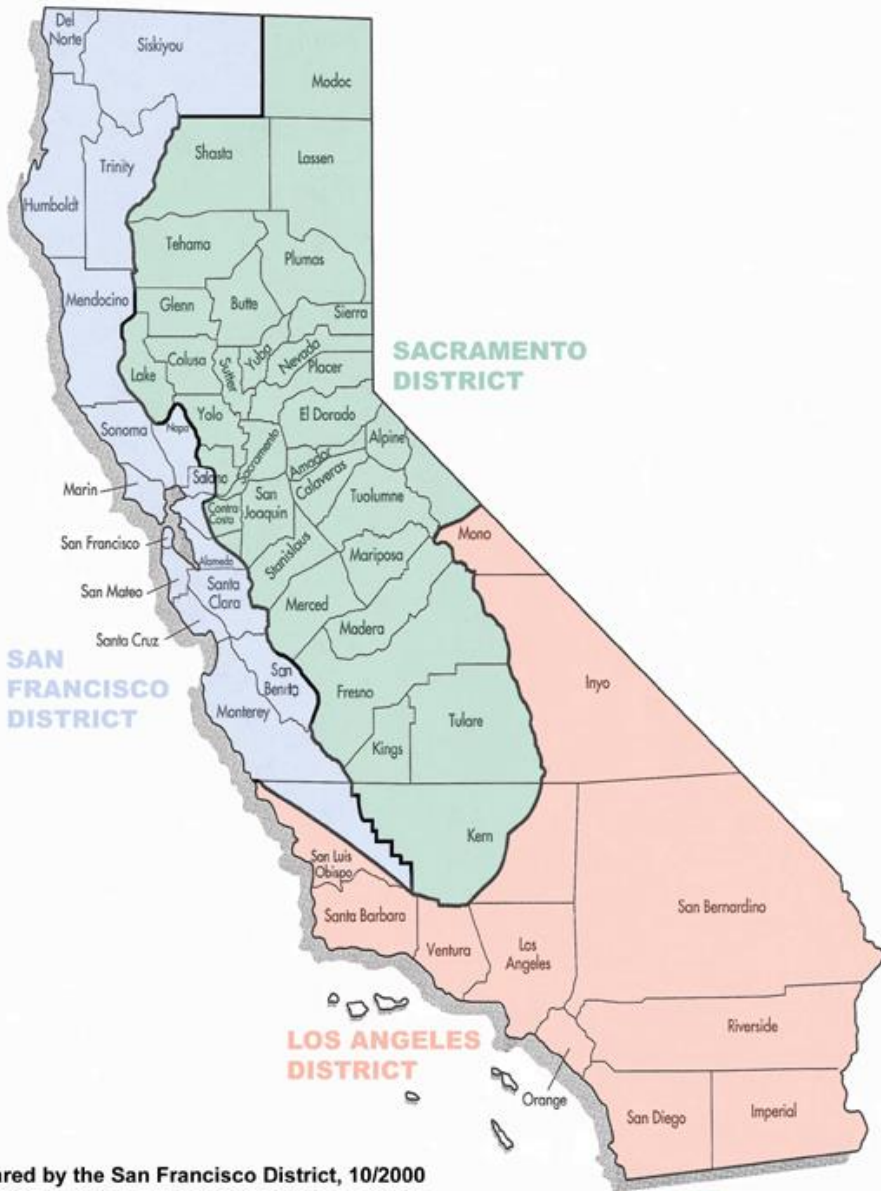 Del
Norte
Siskiyou
Modoc
Shasta
Lassen
Trinity
Humboldt
Tehama
Plumas
Mendocino
Glenn
Butte
Sierra
Colusa
Sutter
Yuba
Nevada
Placer
Lake
SACRAMENTO
DISTRICT
Yolo
El Dorado
Sonoma
Napa
Sacramento
Alpine
Amador
Calaveras
Marin
Solano
Contra
Costa
San
Joaquin
Tuolumne
San Francisco
Mono
Stanislaus
Mariposa
Alameda
San Mateo
Santa
Clara
Merced
Madera
Santa Cruz
SAN
FRANCISCO
DISTRICT
San
Benito
Fresno
Inyo
Monterey
Tulare
Kings
Kern
San Luis
Obispo
San Bernardino
Santa Barbara
Ventura
Los
Angeles
LOS ANGELES
DISTRICT
Riverside
Orange
San Diego
Imperial
ared by the San Francisco District, 10/2000